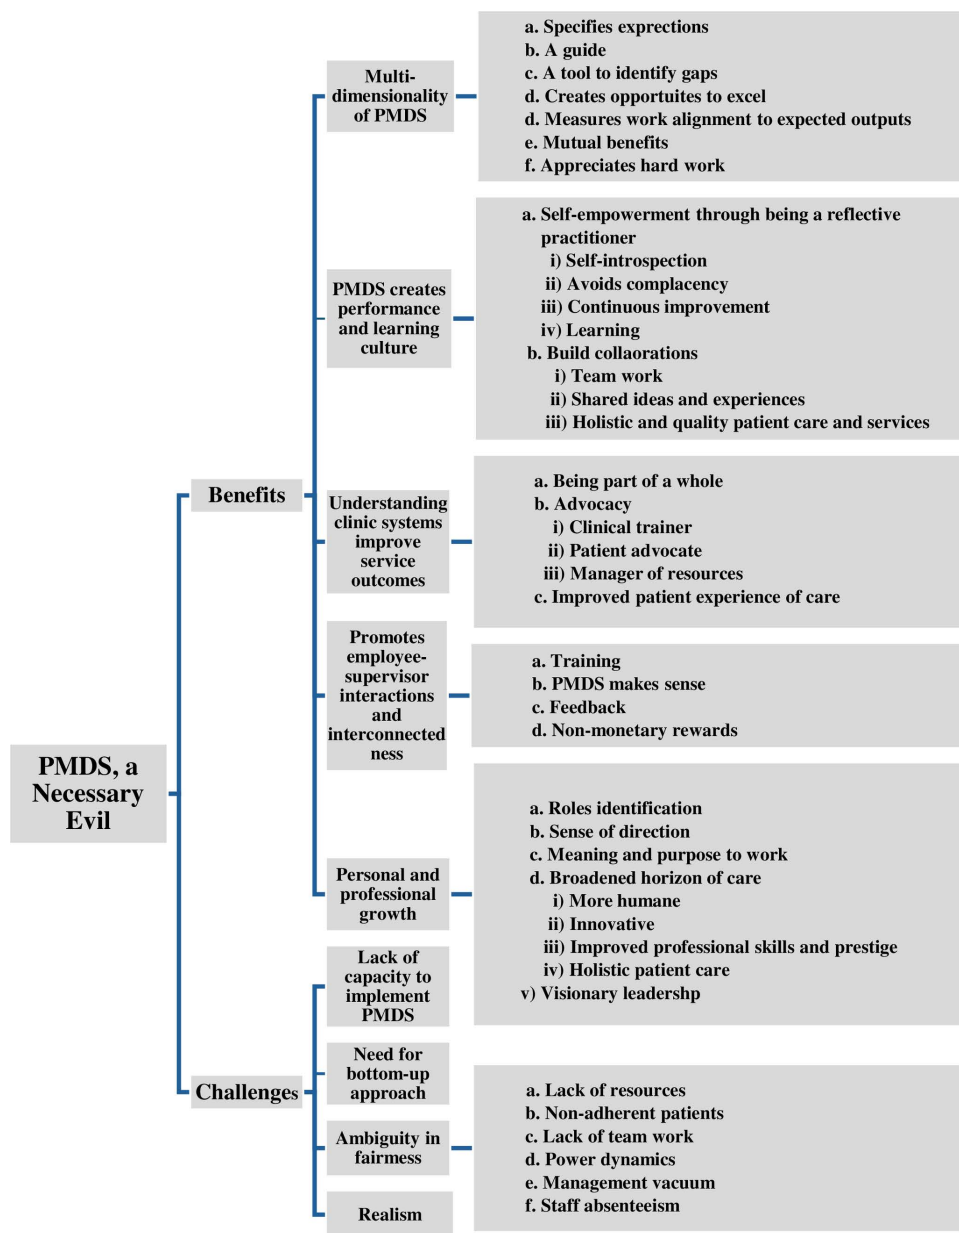 PMDS, a
Necessary
Evil
Benefits
Multi-
dimensionality
of PMDS
a. Specifies exprections
b. A guide
c. A tool to identify gaps
d. Creates opportuites to excel
d. Measures work alignment to expected outputs
e. Mutual benefits
f. Appreciates hard work
PMDS creates
performance
and learning
culture
a. Self-empowerment through being a reflective
practitioner
i) Self-introspection
ii) Avoids complacency
iii) Continuous improvement
iv) Learning
b. Build collaorations
i) Team work
ii) Shared ideas and experiences
iii) Holistic and quality patient care and services
Understanding
clinic systems
improve
service
outcomes
a. Being part of a whole
b. Advocacy
i) Clinical trainer
ii) Patient advocate
iii) Manager of resources
c. Improved patient experience of care
Promotes
employee-
supervisor
interactions
and
interconnected
ness
a. Training
b. PMDS makes sense
c. Feedback
d. Non-monetary rewards
Personal and
professional
growth
a. Roles identification
b. Sense of direction
c. Meaning and purpose to work
d. Broadened horizon of care
i) More humane
ii) Innovative
iii) Improved professional skills and prestige
iv) Holistic patient care
v) Visionary leadershp
Challenges
Lack of
capacity to
implement
PMDS
Need for
bottom-up
approach
Ambiguity in
fairness
a. Lack of resources
b. Non-adherent patients
c. Lack of team work
d. Power dynamics
e. Management vacuum
f. Staff absenteeism
Realism